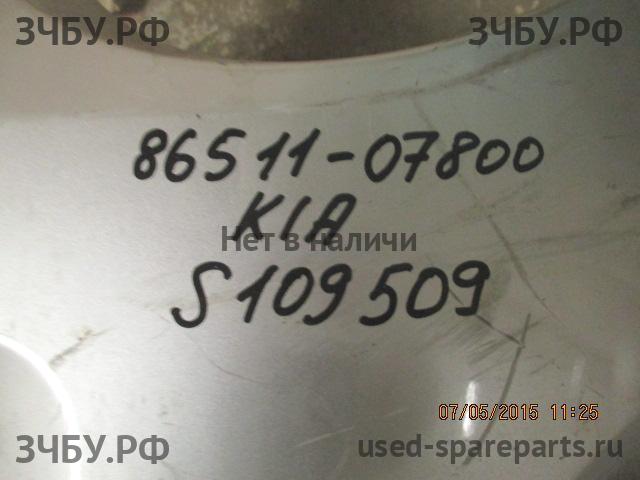 ЗЧБУ.РФ ЗЧБУ.РФ
86511-07800
KIA
Нет в наличи
S109509
07/05/2015 11:25
ЗЧБУ.РФ used-spareparts.ru